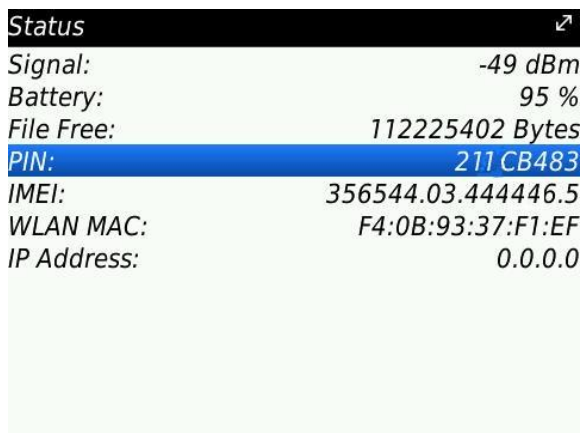 Status
Signal: -49 dBm
Battery: 95 %
File Free: 112225402 Bytes
PIN: 211CB483
IMEI: 356544.03.444446.5
WLAN MAC: F4:0B:93:37:F1:EF
IP Address: 0.0.0.0